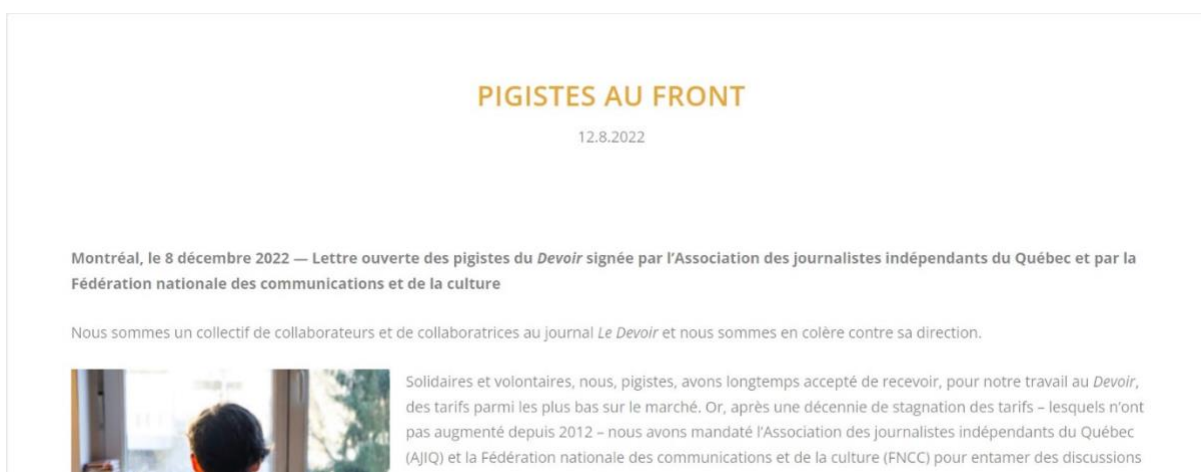 PIGISTES AU FRONT
12.8.2022
Montréal, le 8 décembre 2022 — Lettre ouverte des pigistes du Devoir signée par l’Association des journalistes indépendants du Québec et par la
Fédération nationale des communications et de la culture
Nous sommes un collectif de collaborateurs et de collaboratrices au journal Le Devoir et nous sommes en colère contre sa direction.
Solidaires et volontaires, nous, pigistes, avons longtemps accepté de recevoir, pour notre travail au Devoir,
des tarifs parmi les plus bas sur le marché. Or, après une décennie de stagnation des tarifs – lesquels n’ont
pas augmenté depuis 2012 – nous avons mandaté l’Association des journalistes indépendants du Québec
(AJIQ) et la Fédération nationale des communications et de la culture (FNCC) pour entamer des discussions